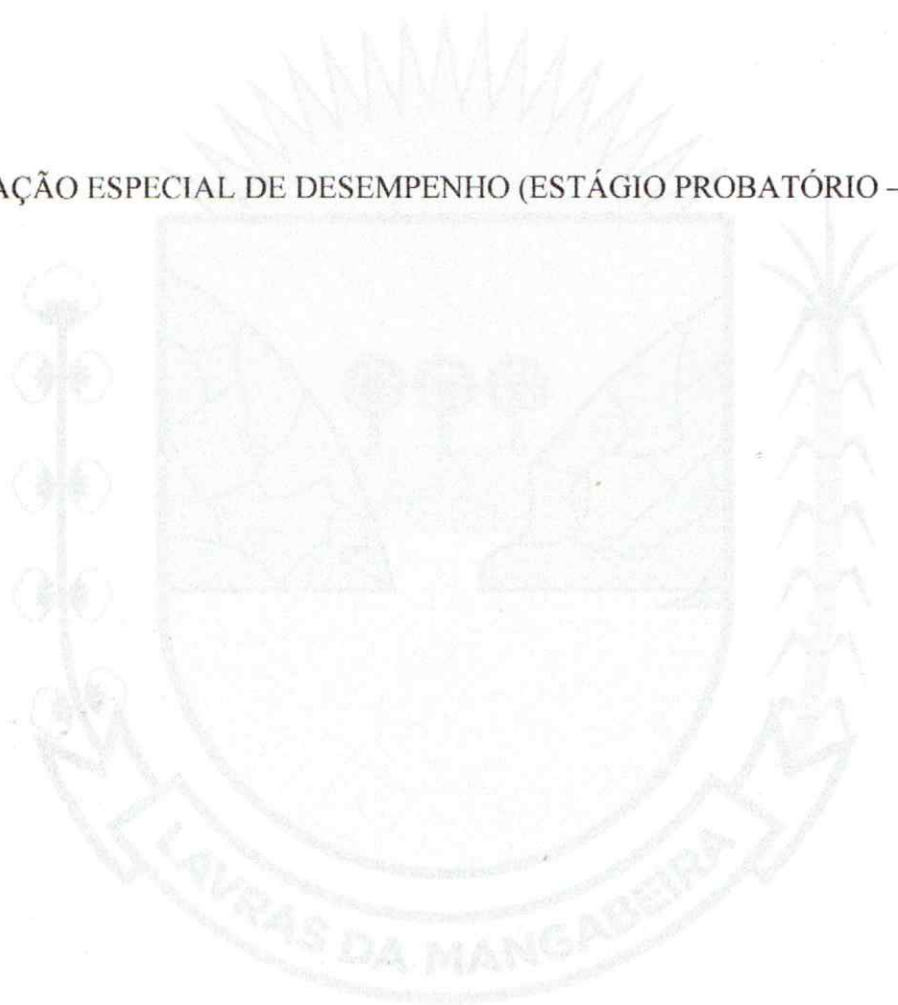 AÇÃO ESPECIAL DE DESEMPENHO (ESTÁGIO PROBATÓRIO –
LAVRAS DA MANGABEIRA